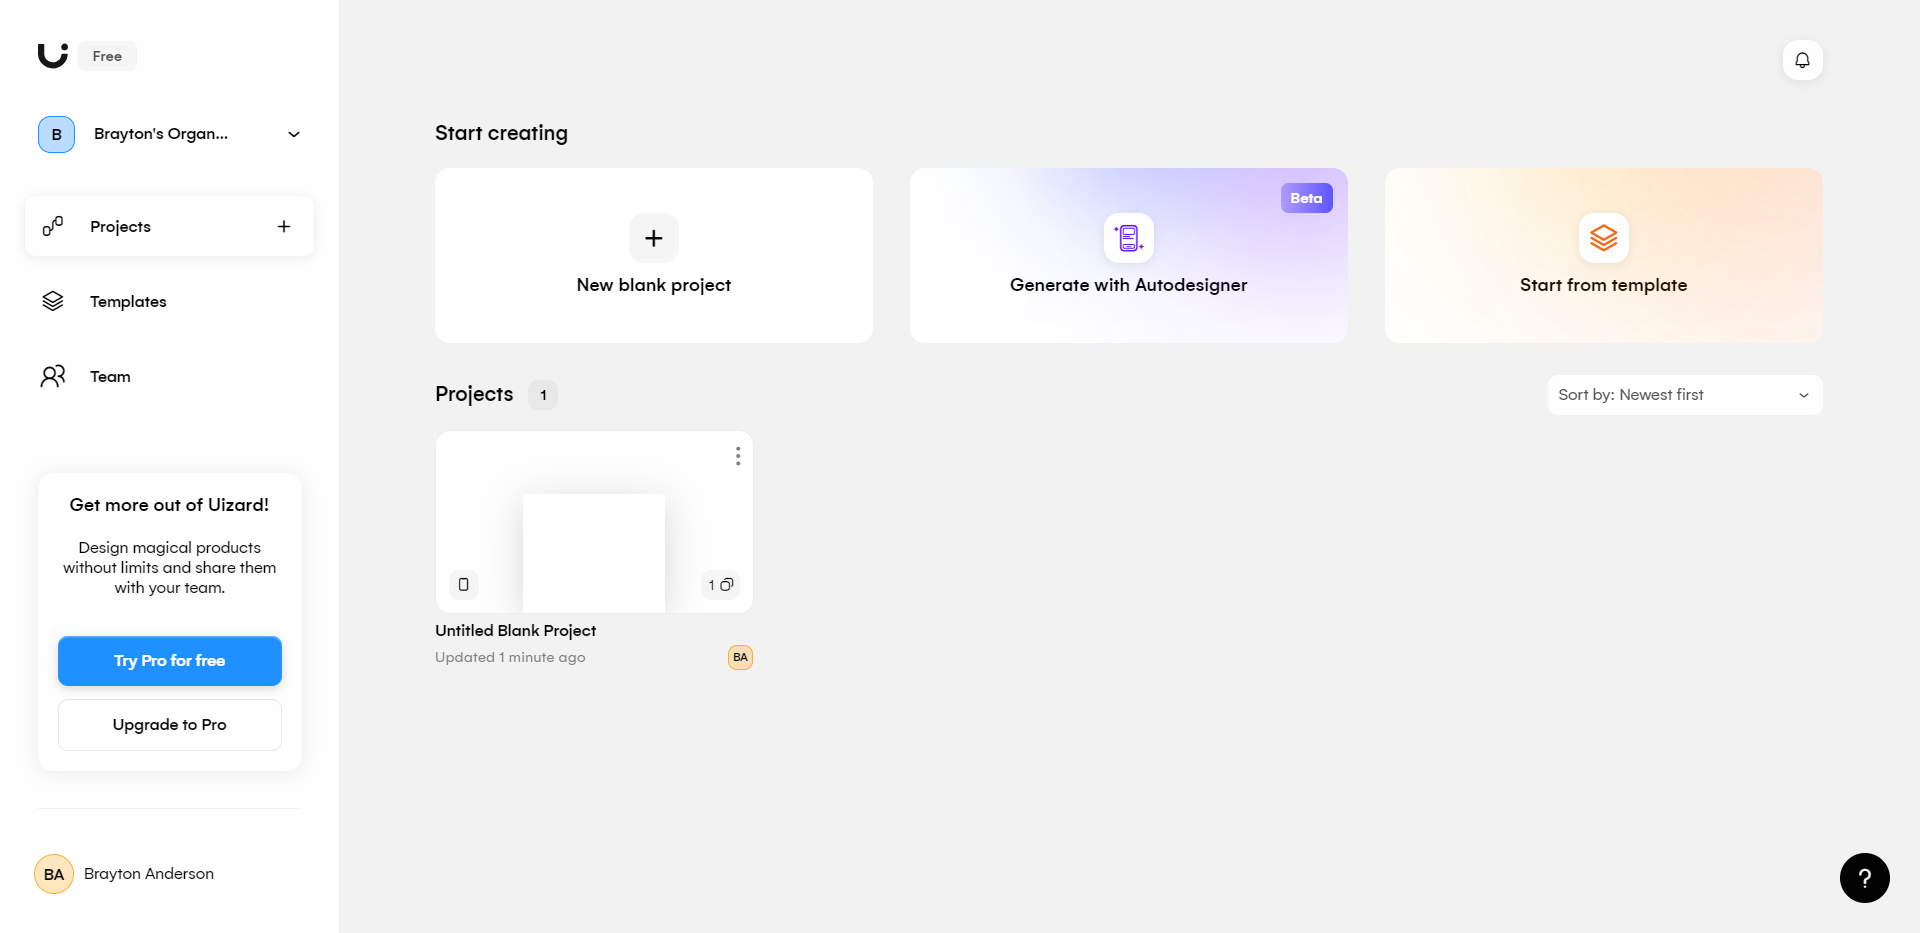 Free
B
Brayton's Organ...
Projects
Templates
Team
Get more out of Uizard!
Design magical products
without limits and share them
with your team.
Try Pro for free
Upgrade to Pro
BA
Brayton Anderson
Start creating
New blank project
Beta
Generate with Autodesigner
Start from template
Projects 1
Sort by: Newest first
1
Untitled Blank Project
Updated 1 minute ago
BA
?